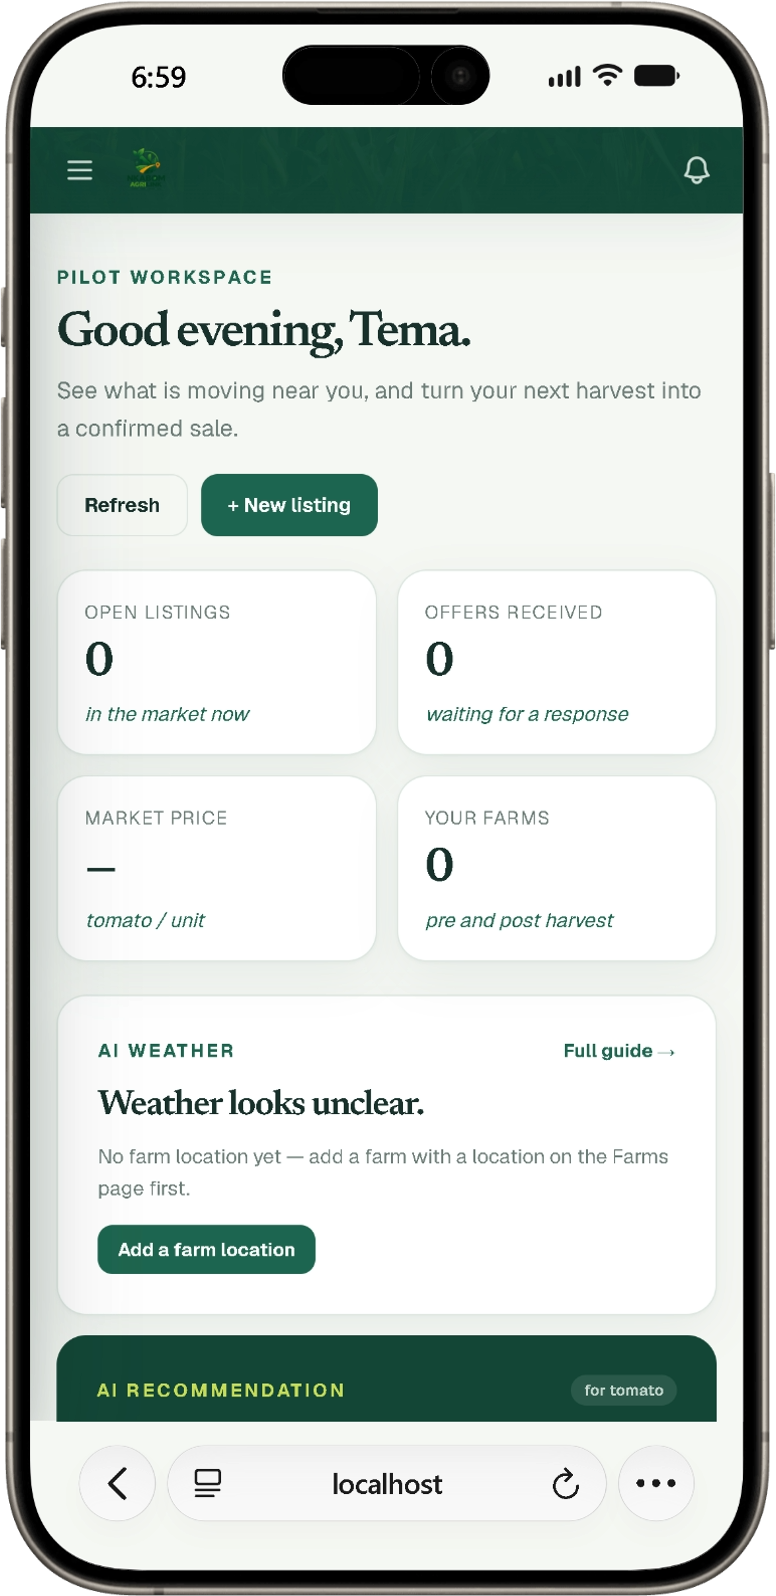 6:59
AGRI
PILOT WORKSPACE
Good evening, Tema.
See what is moving near you, and turn your next harvest into
a confirmed sale.
Refresh
+ New listing
OPEN LISTINGS
0
in the market now
OFFERS RECEIVED
0
waiting for a response
MARKET PRICE
—
tomato / unit
YOUR FARMS
0
pre and post harvest
AI WEATHER
Full guide →
Weather looks unclear.
No farm location yet — add a farm with a location on the Farms
page first.
Add a farm location
AI RECOMMENDATION
for tomato
localhost